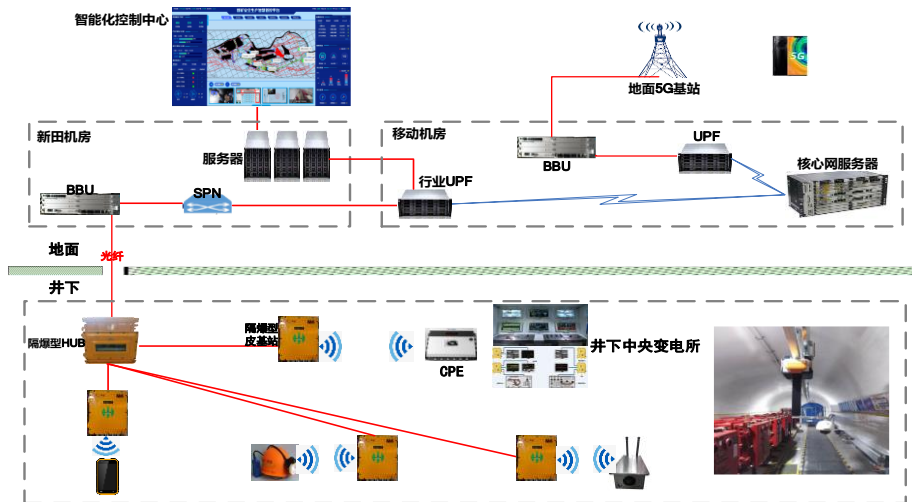 智能化控制中心
地面5G基站
5G
新田机房
移动机房
服务器
UPF
BBU
核心网服务器
行业UPF
BBU
SPN
地面
光纤
井下
隔爆型HUB
隔爆型
皮基站
CPE
井下中央变电所